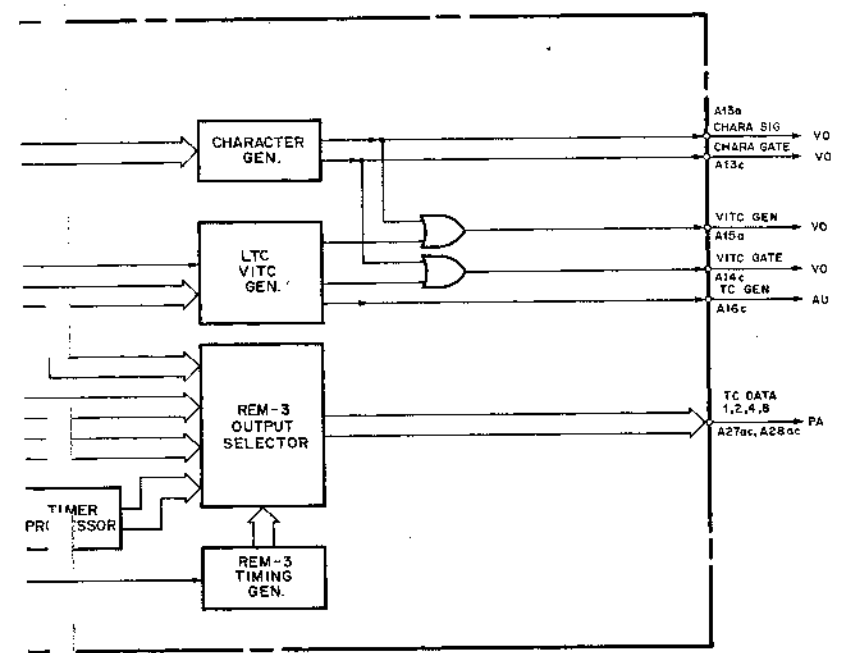 A13a
CHARACTER
GEN.
CHARA SIG
VO
CHARA GATE
VO
A13c
LTC
VITC
GEN.
VITC GEN
VO
A15a
VITC GATE
VO
A14c
TC GEN
AU
A16c
REM-3
OUTPUT
SELECTOR
TC DATA
1,2,4,8
PA
A27ac, A28ac
TIMER
PR SSOR
REM-3
TIMING
GEN.